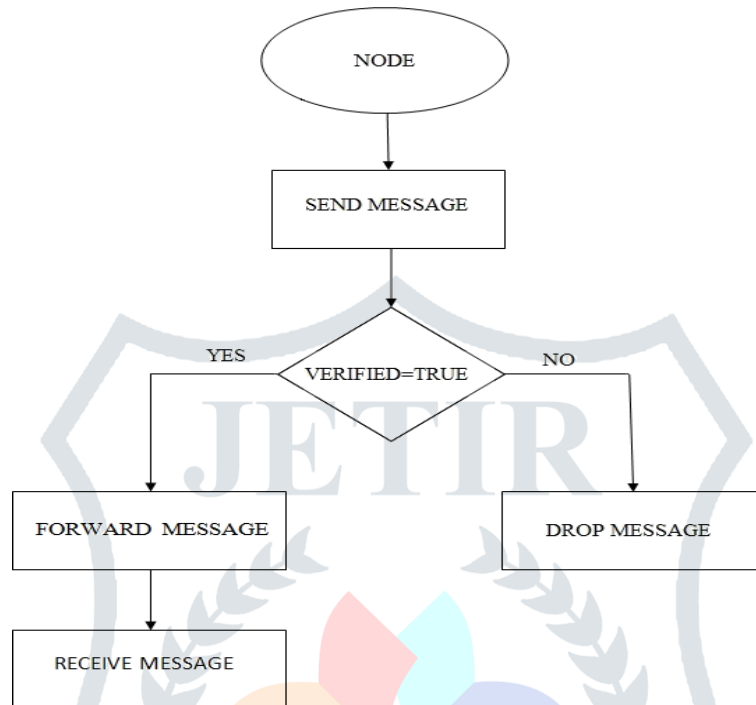 NODE
SEND MESSAGE
VERIFIED=TRUE
YES
NO
JETIR
FORWARD MESSAGE
DROP MESSAGE
RECEIVE MESSAGE